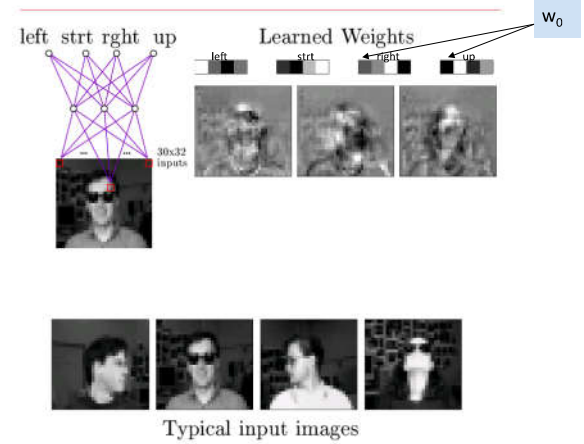 w0
left strt rght up
Learned Weights
left strt right up
... ...
30x32
inputs
Typical input images